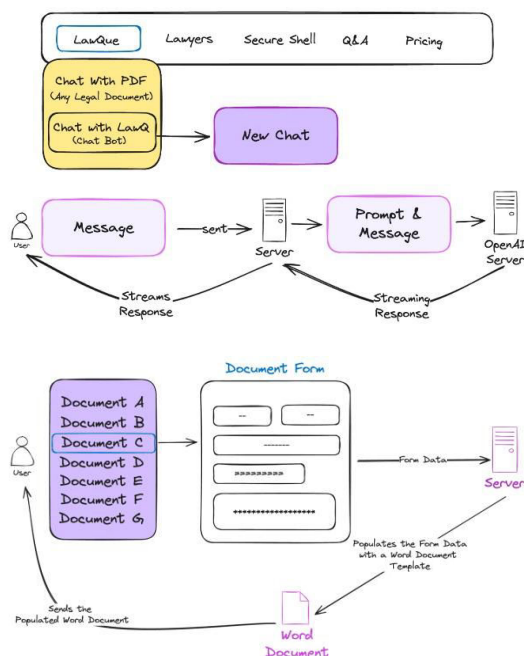 LawQue Lawyers Secure Shell Q&A Pricing
Chat With PDF
(Any Legal Document)
Chat with LawQ
(Chat Bot)
New Chat
Message
sent
Prompt &
Message
User
Server
OpenAI
Server
Streams
Response
Streaming
Response
Document Form
Document A
Document B
Document C
Document D
Document E
Document F
Document G
User
--
--
-------
*********
******************
Form Data
Server
Populates the Form Data
with a Word Document
Template
Sends the
Populated Word Document
Word
Document